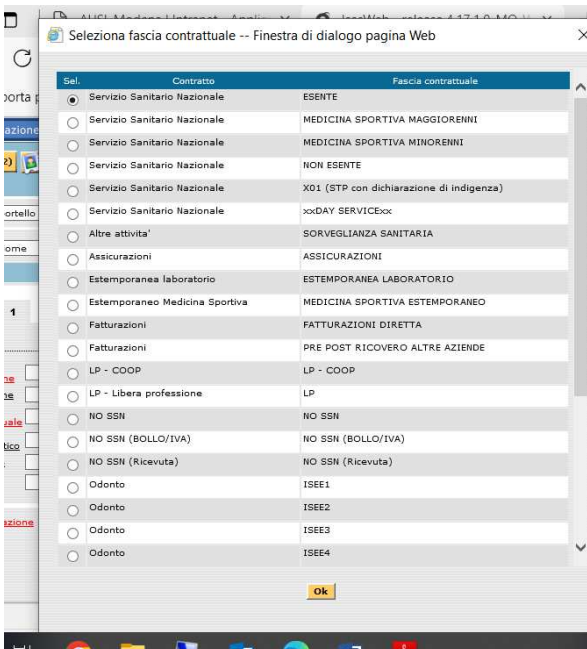 Seleziona fascia contrattuale -- Finestra di dialogo pagina Web
Sel. Contratto Fascia contrattuale
Servizio Sanitario Nazionale ESENTE
Servizio Sanitario Nazionale MEDICINA SPORTIVA MAGGIORENNI
Servizio Sanitario Nazionale MEDICINA SPORTIVA MINORENNI
Servizio Sanitario Nazionale NON ESENTE
Servizio Sanitario Nazionale X01 (STP con dichiarazione di indigenza)
Servizio Sanitario Nazionale xxDAY SERVICExx
Altre attivita' SORVEGLIANZA SANITARIA
Assicurazioni ASSICURAZIONI
Estemporanea laboratorio ESTEMPORANEA LABORATORIO
Estemporaneo Medicina Sportiva MEDICINA SPORTIVA ESTEMPORANEO
Fatturazioni FATTURAZIONI DIRETTA
Fatturazioni PRE POST RICOVERO ALTRE AZIENDE
LP - COOP LP - COOP
LP - Libera professione LP
NO SSN NO SSN
NO SSN (BOLLO/IVA) NO SSN (BOLLO/IVA)
NO SSN (Ricevuta) NO SSN (Ricevuta)
Odonto ISEE1
Odonto ISEE2
Odonto ISEE3
Odonto ISEE4
Ok
1